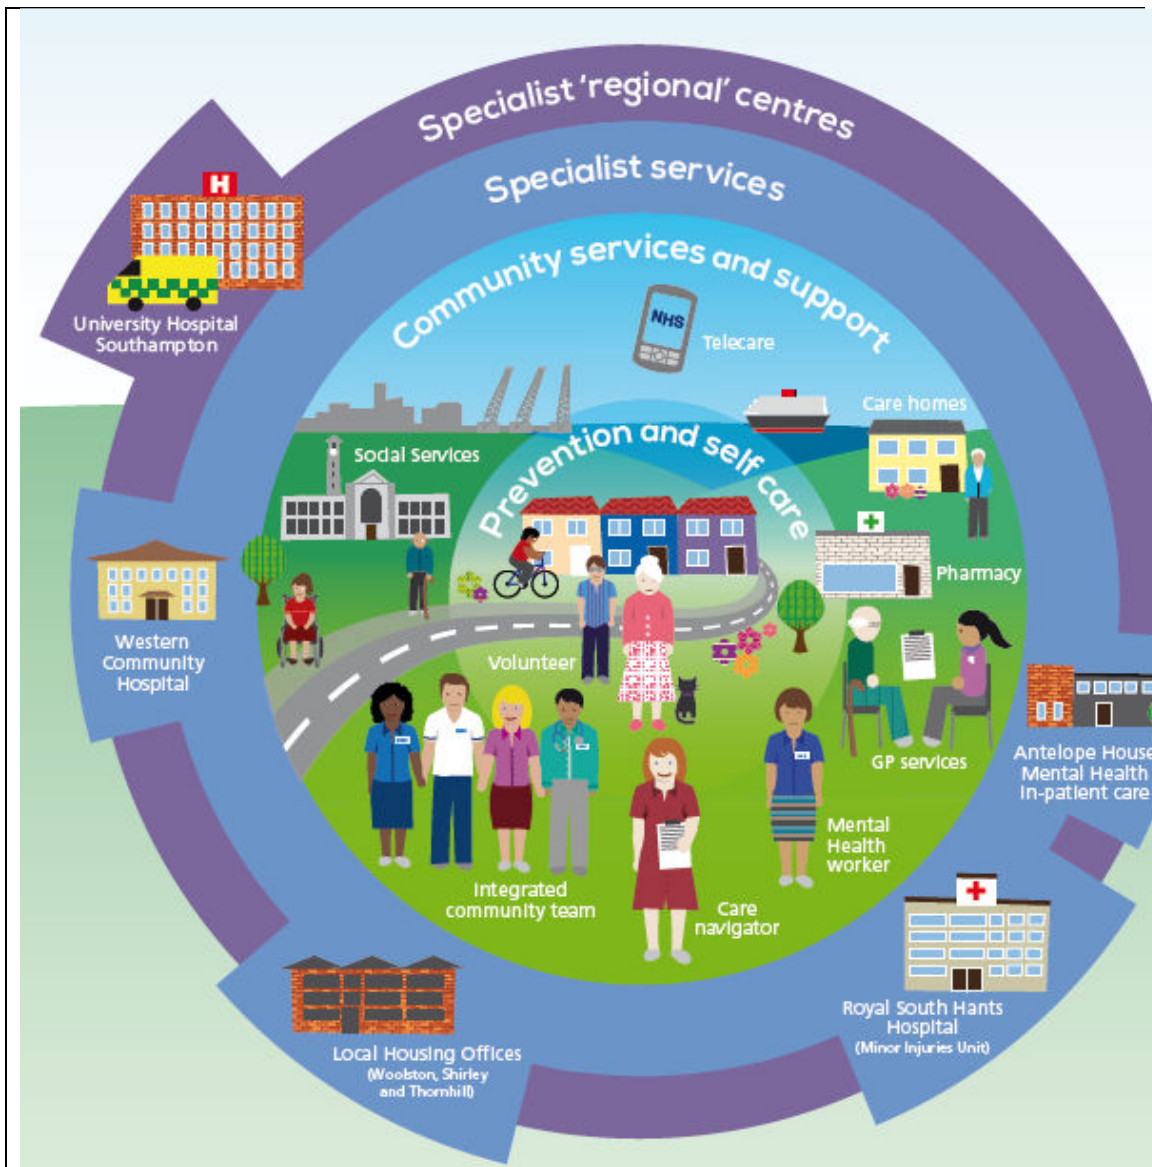 Specialist 'regional' centres
Specialist services
Community services and support
Prevention and self care
H
University Hospital
Southampton
NHS
Telecare
Care homes
Social Services
Pharmacy
Western
Community
Hospital
Volunteer
GP services
Antelope House
Mental Health
In-patient care
Mental
Health
worker
Integrated
community team
Care
navigator
Royal South Hants
Hospital
(Minor Injuries Unit)
Local Housing Offices
(Woolston, Shirley
and Thornhill)